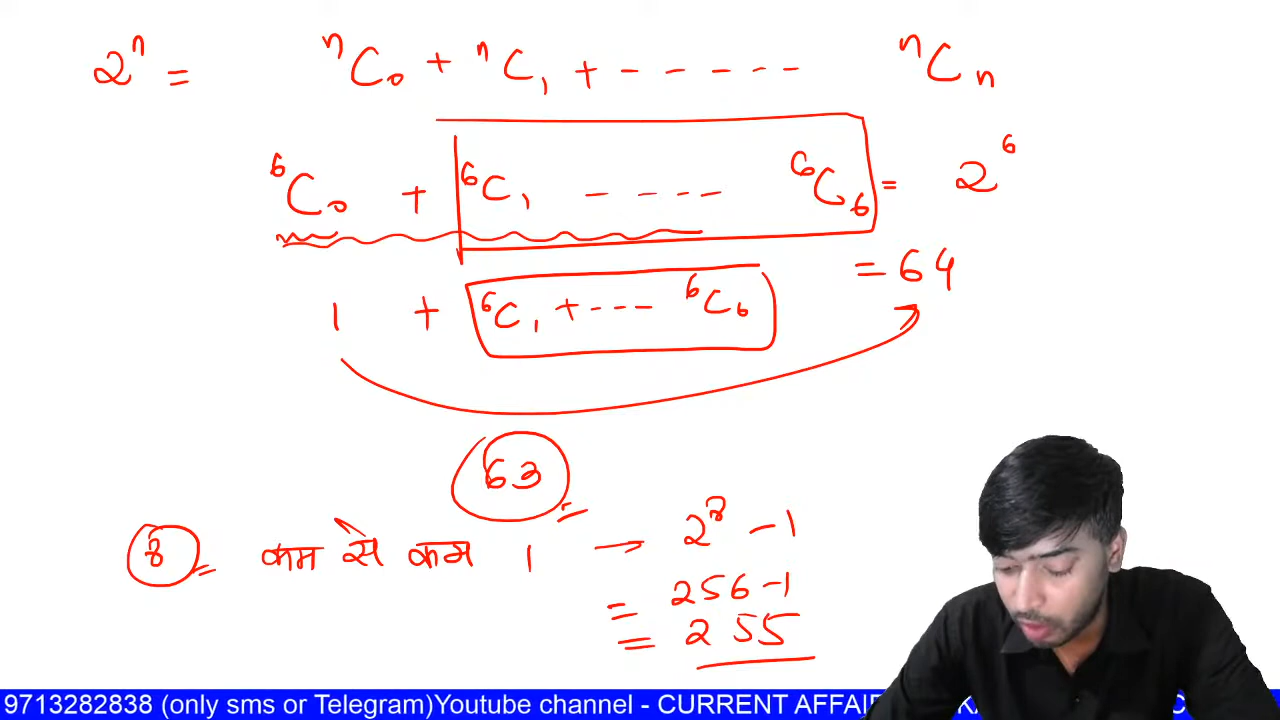 2ⁿ = ⁿC₀ + ⁿC₁ + - - - - - - ⁿCₙ
⁶C₀ + ⁶C₁ - - - - - ⁶C₆ = 2⁶
= 64
1 + ⁶C₁ + - - - ⁶C₆
63
8 कम से कम 1 → 2⁸ - 1
= 256 - 1
= 255
9713282838 (only sms or Telegram)Youtube channel - CURRENT AFFAI